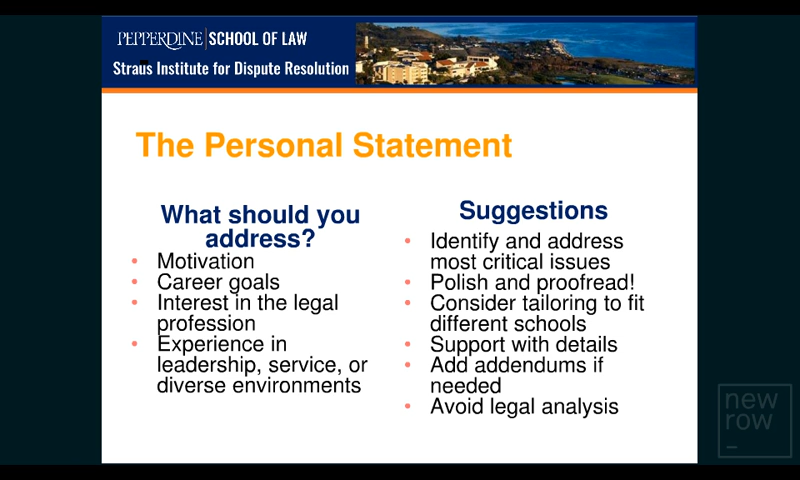 PEPPERDINE SCHOOL OF LAW
Straus Institute for Dispute Resolution
The Personal Statement
What should you
address?
• Motivation
• Career goals
• Interest in the legal
profession
• Experience in
leadership, service, or
diverse environments
Suggestions
• Identify and address
most critical issues
• Polish and proofread!
• Consider tailoring to fit
different schools
• Support with details
• Add addendums if
needed
• Avoid legal analysis
new
row